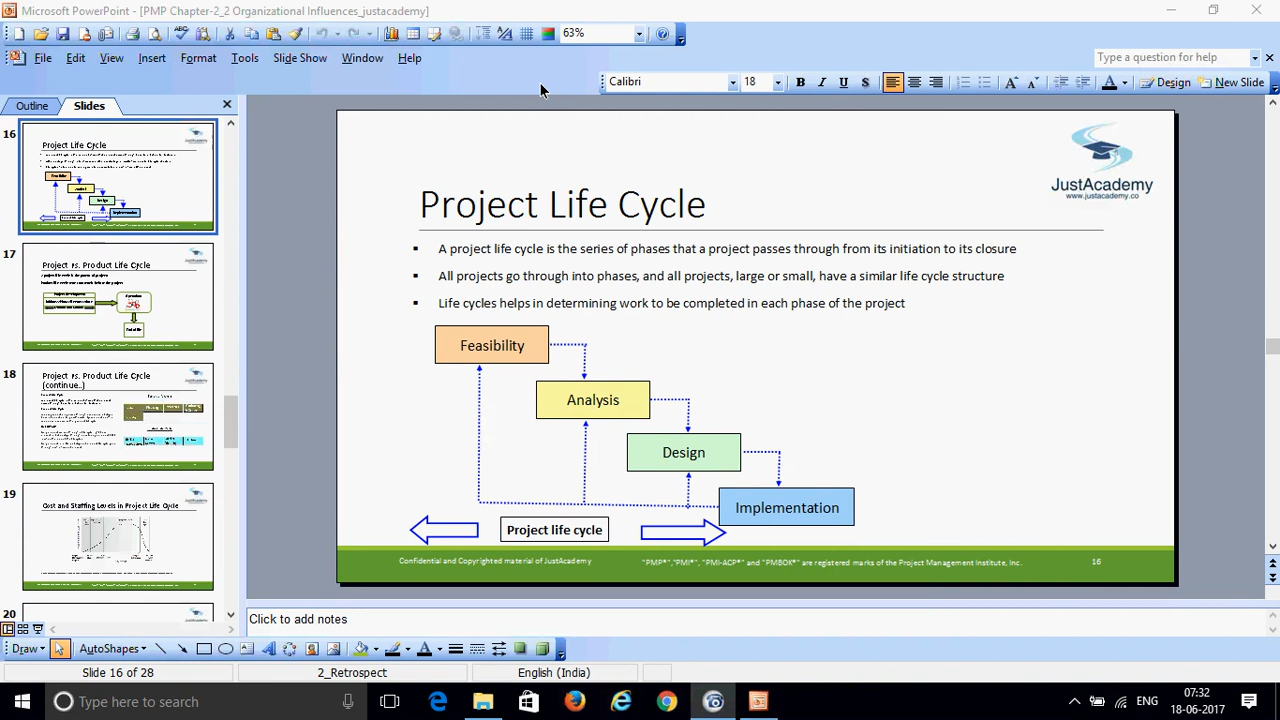 Microsoft PowerPoint - [PMP Chapter-2_2 Organizational Influences_justacademy]
63%
File Edit View Insert Format Tools Slide Show Window Help
Type a question for help
Calibri 18 B I U S A A A Design New Slide
Outline Slides
16
Project Life Cycle
Feasibility
Analysis
Design
Implementation
17
Project vs. Product Life Cycle
18
Project vs. Product Life Cycle
(continue..)
19
Cost and Staffing Levels in Project Life Cycle
20
JustAcademy
www.justacademy.co
Project Life Cycle
▪ A project life cycle is the series of phases that a project passes through from its initiation to its closure
▪ All projects go through into phases, and all projects, large or small, have a similar life cycle structure
▪ Life cycles helps in determining work to be completed in each phase of the project
Feasibility
Analysis
Design
Implementation
Project life cycle
Confidential and Copyrighted material of JustAcademy
"PMP®","PMI®", "PMI-ACP®" and "PMBOK®" are registered marks of the Project Management Institute, Inc.
16
Click to add notes
Draw AutoShapes
Slide 16 of 28 2_Retrospect English (India)
Type here to search
ENG
07:32
18-06-2017